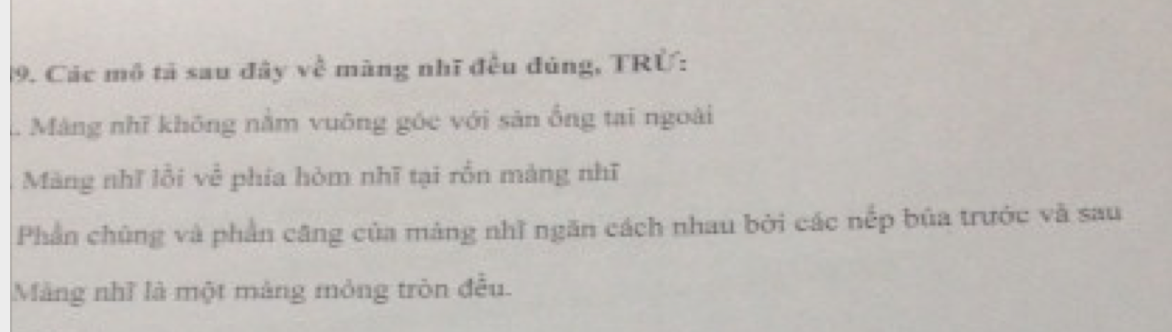 9. Các mô tả sau đây về màng nhĩ đều đúng, TRỪ:
. Màng nhĩ không nằm vuông góc với sàn ống tai ngoài
. Màng nhĩ lồi về phía hòm nhĩ tại rốn màng nhĩ
Phần chùng và phần căng của màng nhĩ ngăn cách nhau bởi các nếp búa trước và sau
Màng nhĩ là một màng mỏng tròn đều.